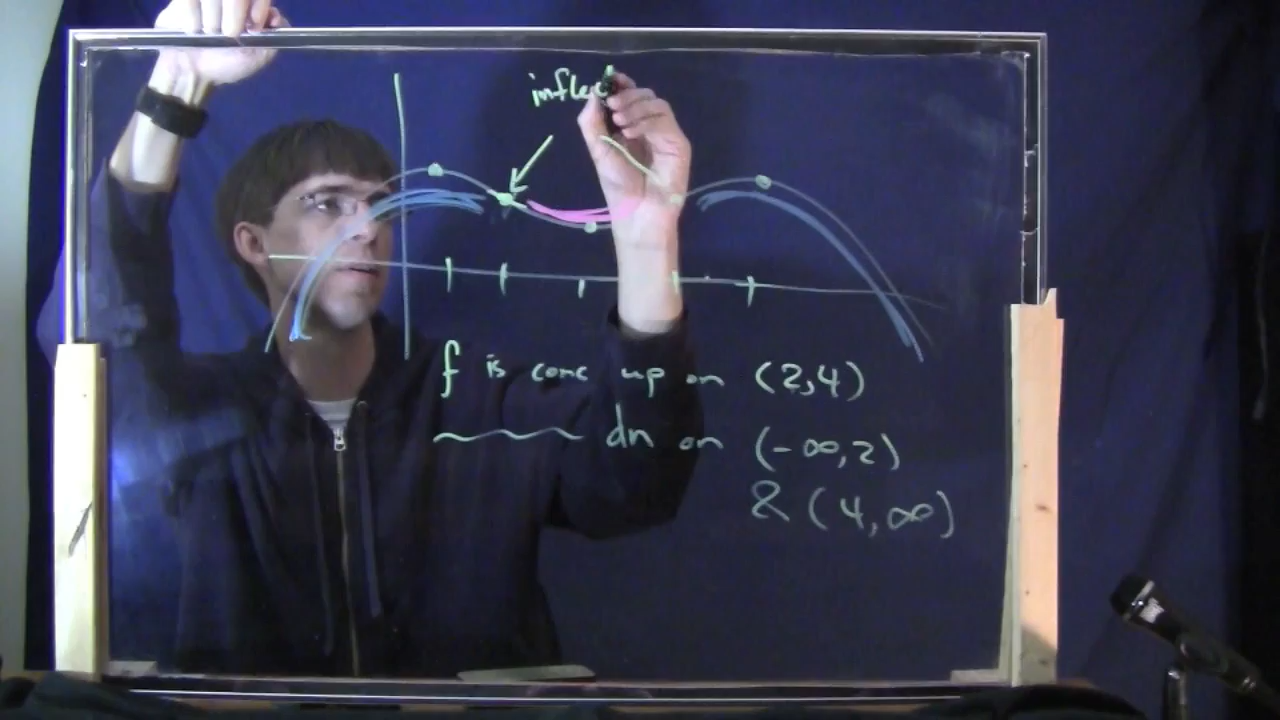 inflec
f is conc up on (2,4)
dn on (-∞,2)
& (4,∞)